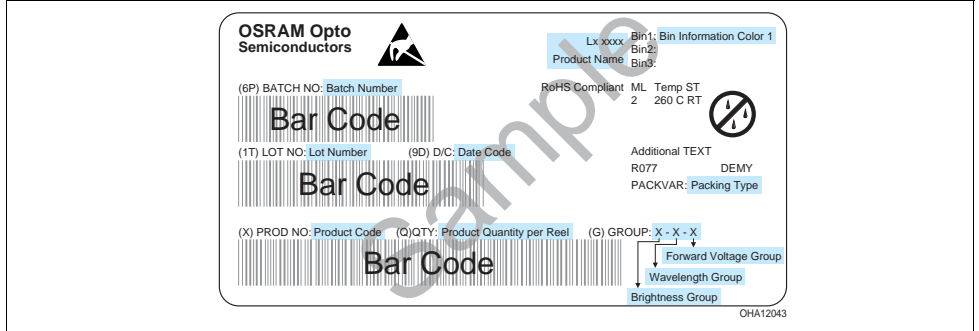 OSRAM Opto
Semiconductors
Lx xxxx
Product Name
Bin1: Bin Information Color 1
Bin2:
Bin3:
(6P) BATCH NO: Batch Number
Bar Code
RoHS Compliant ML Temp ST
2 260 C RT
(1T) LOT NO: Lot Number (9D) D/C: Date Code
Bar Code
Additional TEXT
R077 DEMY
PACKVAR: Packing Type
(X) PROD NO: Product Code (Q)QTY: Product Quantity per Reel (G) GROUP: X - X - X
Bar Code
Forward Voltage Group
Wavelength Group
Brightness Group
Sample
OHA12043